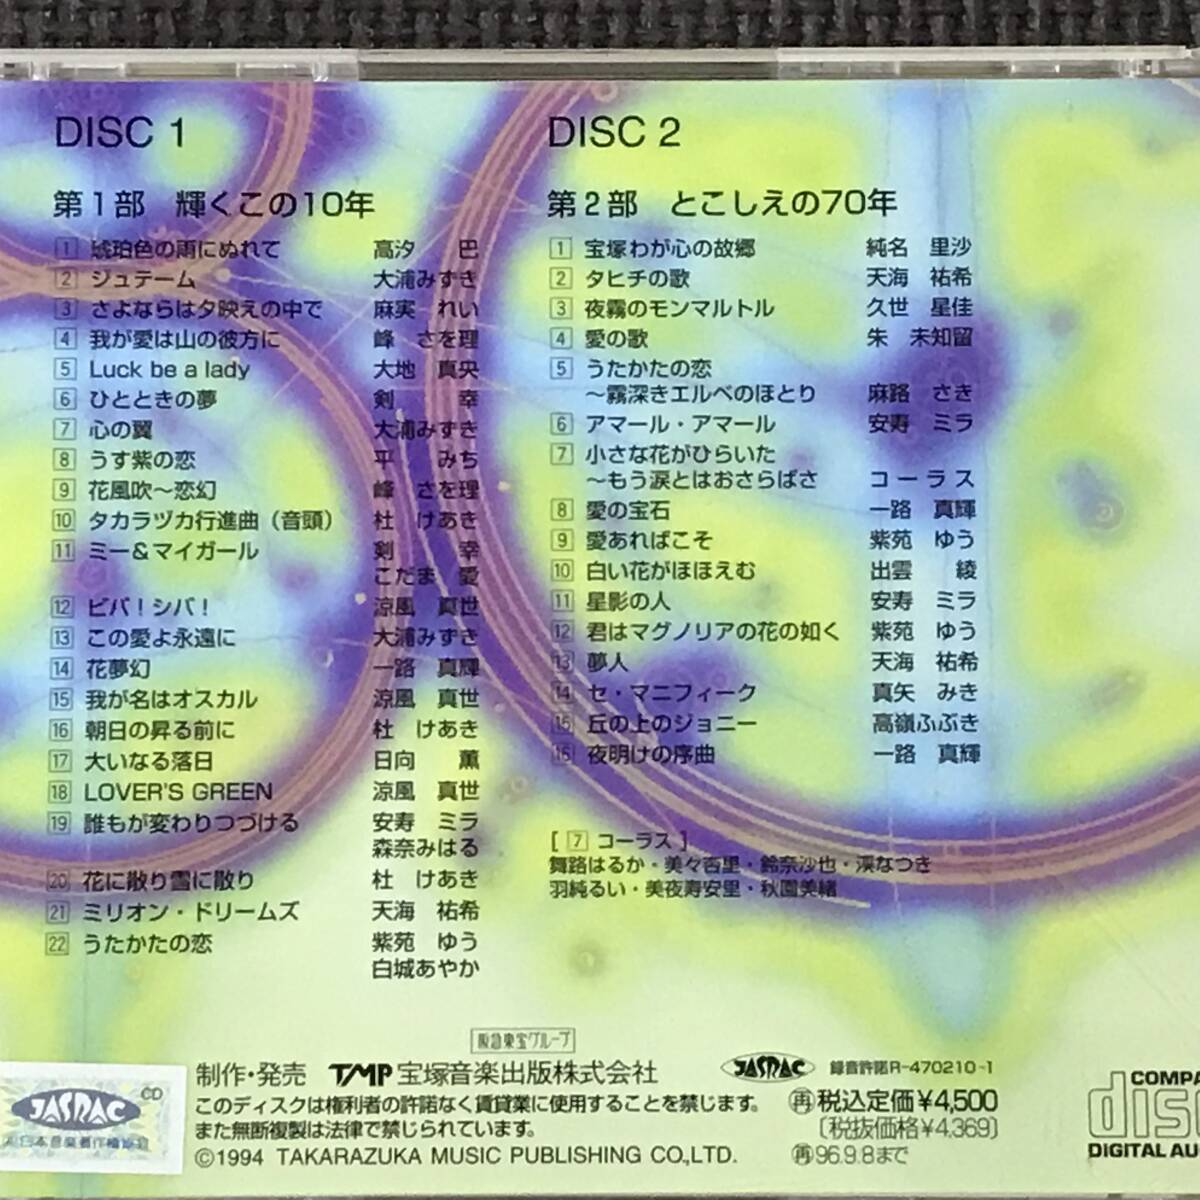 DISC 1
第1部 輝くこの10年
1 琥珀色の雨にぬれて 高汐 巴
2 ジュテーム 大浦みずき
3 さよならは夕映えの中で 麻実 れい
4 我が愛は山の彼方に 峰 さを理
5 Luck be a lady 大地 真央
6 ひとときの夢 剣 幸
7 心の翼 大浦みずき
8 うす紫の恋 平 みち
9 花風吹〜恋幻 峰 さを理
10 タカラヅカ行進曲（音頭） 杜 けあき
11 ミー＆マイガール 剣 幸
こだま 愛
12 ビバ！シバ！ 涼風 真世
13 この愛よ永遠に 大浦みずき
14 花夢幻 一路 真輝
15 我が名はオスカル 涼風 真世
16 朝日の昇る前に 杜 けあき
17 大いなる落日 日向 薫
18 LOVER'S GREEN 涼風 真世
19 誰もが変わりつづける 安寿 ミラ
森奈みはる
20 花に散り雪に散り 杜 けあき
21 ミリオン・ドリームズ 天海 祐希
22 うたかたの恋 紫苑 ゆう
白城あやか
DISC 2
第2部 とこしえの70年
1 宝塚わが心の故郷 純名 里沙
2 タヒチの歌 天海 祐希
3 夜霧のモンマルトル 久世 星佳
4 愛の歌 朱 未知留
5 うたかたの恋
〜霧深きエルベのほとり 麻路 さき
6 アマール・アマール 安寿 ミラ
7 小さな花がひらいた
〜もう涙とはおさらばさ コーラス
8 愛の宝石 一路 真輝
9 愛あればこそ 紫苑 ゆう
10 白い花がほほえむ 出雲 綾
11 星影の人 安寿 ミラ
12 君はマグノリアの花の如く 紫苑 ゆう
13 夢人 天海 祐希
14 セ・マニフィーク 真矢 みき
15 丘の上のジョニー 高嶺ふぶき
16 夜明けの序曲 一路 真輝
[ 7 コーラス ]
舞路はるか・美々杏里・鈴奈沙也・渓なつき
羽純るい・美夜寿安里・秋園美緒
阪急東宝グループ
制作・発売 TMP 宝塚音楽出版株式会社
このディスクは権利者の許諾なく賃貸業に使用することを禁じます。
また無断複製は法律で禁じられています。
©1994 TAKARAZUKA MUSIC PUBLISHING CO.,LTD.
JASRAC 録音許諾R-470210-1
再 税込定価¥4,500
〔税抜価格¥4,369〕
再 96.9.8まで
JASRAC CD
日本音楽著作権協会
COMPA
disc
DIGITAL AU